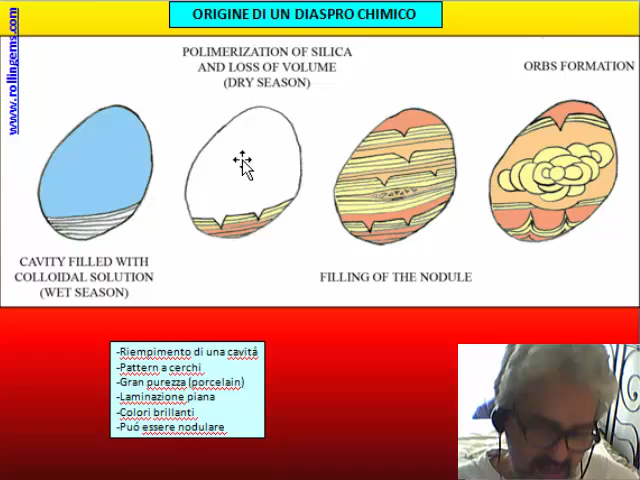 ORIGINE DI UN DIASPRO CHIMICO
www.rollingems.com
POLIMERIZATION OF SILICA
AND LOSS OF VOLUME
(DRY SEASON)
ORBS FORMATION
CAVITY FILLED WITH
COLLOIDAL SOLUTION
(WET SEASON)
FILLING OF THE NODULE
-Riempimento di una cavitá
-Pattern a cerchi
-Gran purezza (porcelain)
-Laminazione piana
-Colori brillanti
-Puó essere nodulare